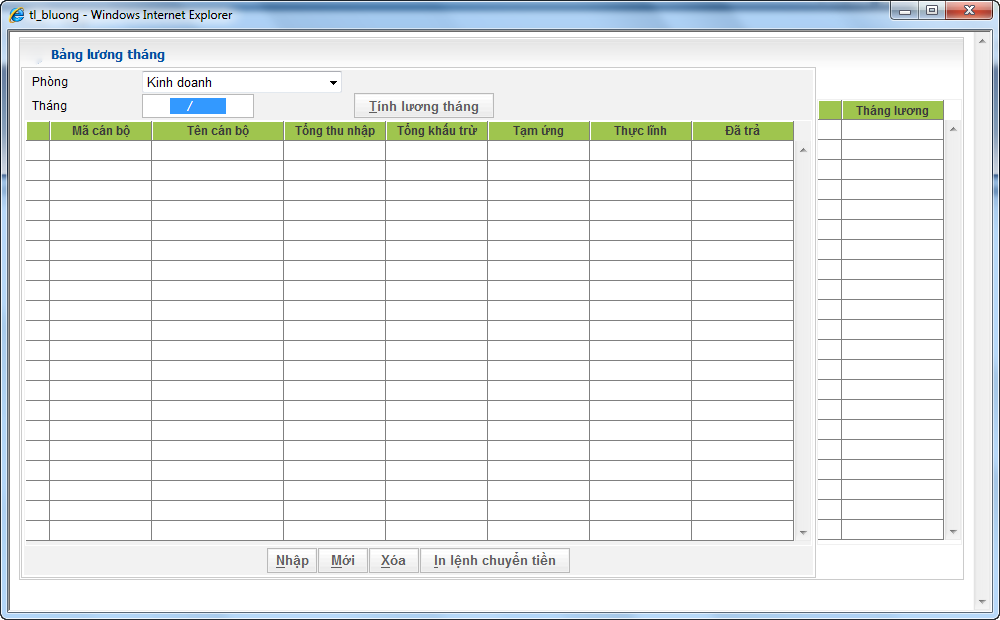 tl_bluong - Windows Internet Explorer
Bảng lương tháng
Phòng Kinh doanh
Tháng / Tính lương tháng
Mã cán bộ Tên cán bộ Tổng thu nhập Tổng khấu trừ Tạm ứng Thực lĩnh Đã trả
Tháng lương
Nhập Mới Xóa In lệnh chuyển tiền